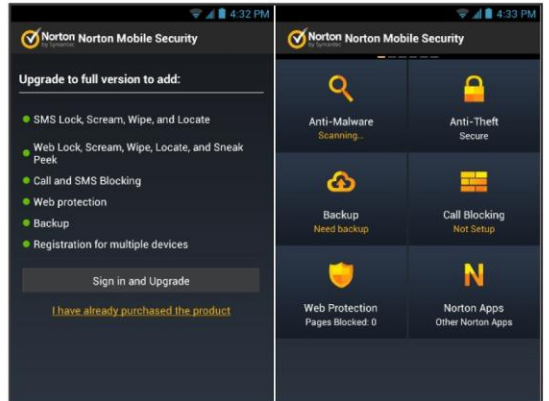 4:32 PM
Norton Norton Mobile Security
by Symantec
Upgrade to full version to add:
SMS Lock, Scream, Wipe, and Locate
Web Lock, Scream, Wipe, Locate, and Sneak
Peek
Call and SMS Blocking
Web protection
Backup
Registration for multiple devices
Sign in and Upgrade
I have already purchased the product
4:33 PM
Norton Norton Mobile Security
by Symantec
Anti-Malware
Scanning...
Anti-Theft
Secure
Backup
Need backup
Call Blocking
Not Setup
Web Protection
Pages Blocked: 0
N
Norton Apps
Other Norton Apps